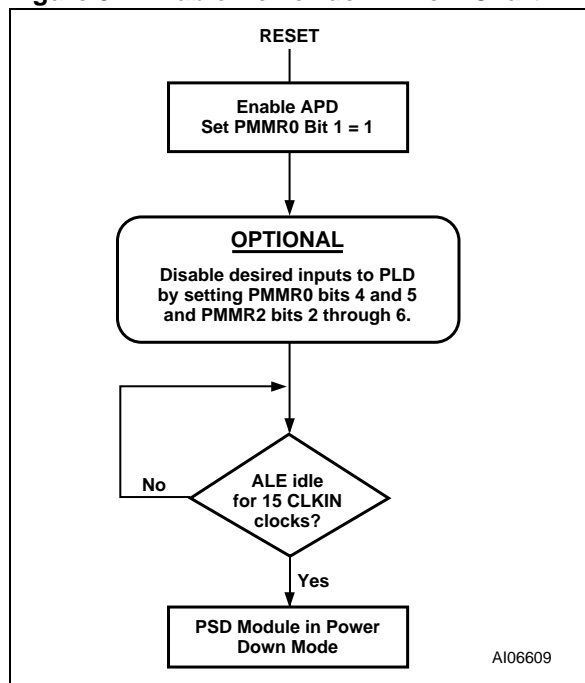 RESET
Enable APD
Set PMMR0 Bit 1 = 1
OPTIONAL
Disable desired inputs to PLD
by setting PMMR0 bits 4 and 5
and PMMR2 bits 2 through 6.
No
ALE idle
for 15 CLKIN
clocks?
Yes
PSD Module in Power
Down Mode
AI06609